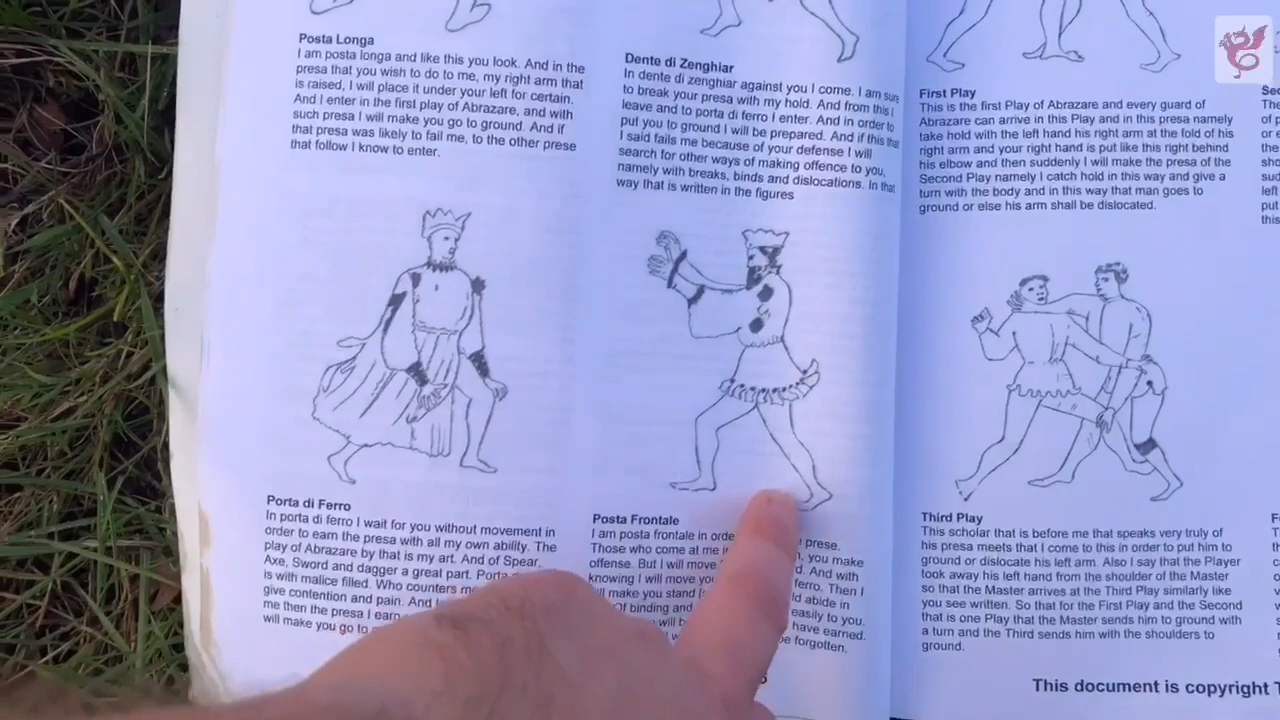 Posta Longa
I am posta longa and like this you look. And in the
presa that you wish to do to me, my right arm that
is raised, I will place it under your left for certain.
And I enter in the first play of Abrazare, and with
such presa I will make you go to ground. And if
that presa was likely to fail me, to the other prese
that follow I know to enter.
Dente di Zenghiar
In dente di zenghiar against you I come. I am sure
to break your presa with my hold. And from this I
leave and to porta di ferro I enter. And in order to
put you to ground I will be prepared. And if this that
I said fails me because of your defense I will
search for other ways of making offence to you,
namely with breaks, binds and dislocations. In that
way that is written in the figures
First Play
This is the first Play of Abrazare and every guard of
Abrazare can arrive in this Play and in this presa namely
take hold with the left hand his right arm at the fold of his
right arm and your right hand is put like this right behind
his elbow and then suddenly I will make the presa of the
Second Play namely I catch hold in this way and give a
turn with the body and in this way that man goes to
ground or else his arm shall be dislocated.
Porta di Ferro
In porta di ferro I wait for you without movement in
order to earn the presa with all my own ability. The
play of Abrazare by that is my art. And of Spear,
Axe, Sword and dagger a great part.
is with malice filled. Who counters
give contention and pain. And
me then the presa I earn
will make you go to
Posta Frontale
I am posta frontale in prese.
Those who come at me you make
offense. But I will move And with
knowing I will move ferro. Then I
will make you stand abide in
Of binding and easily to you.
will have earned.
be forgotten.
Third Play
This scholar that is before me that speaks very truly of
his presa meets that I come to this in order to put him to
ground or dislocate his left arm. Also I say that the Player
took away his left hand from the shoulder of the Master
so that the Master arrives at the Third Play similarly like
you see written. So that for the First Play and the Second
that is one Play that the Master sends him to ground with
a turn and the Third sends him with the shoulders to
ground.
This document is copyright